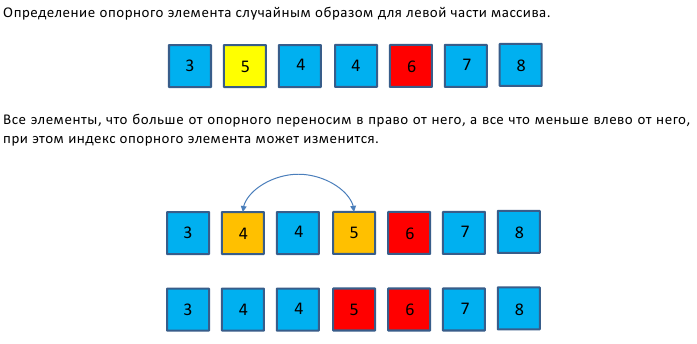 Определение опорного элемента случайным образом для левой части массива.
3 5 4 4 6 7 8
Все элементы, что больше от опорного переносим в право от него, а все что меньше влево от него,
при этом индекс опорного элемента может изменится.
3 4 4 5 6 7 8
3 4 4 5 6 7 8